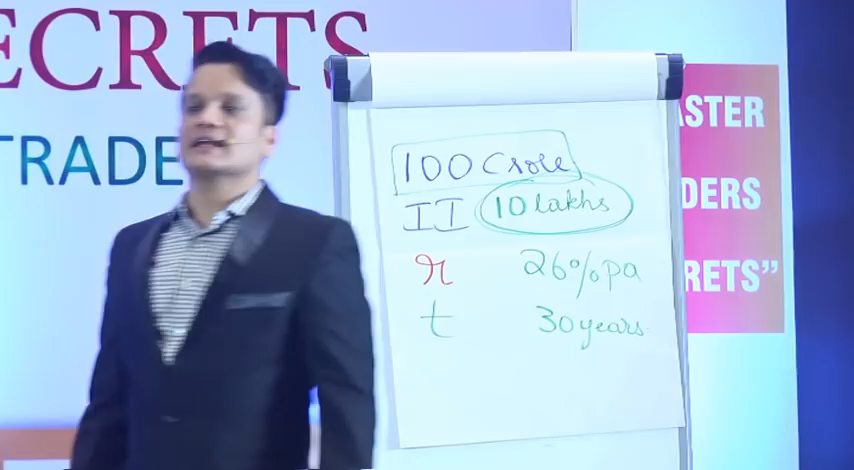 ECRETS
TRADE
100 Crore
II 10 lakhs
r 26% pa
t 30 years
ASTER
DERS
RETS”